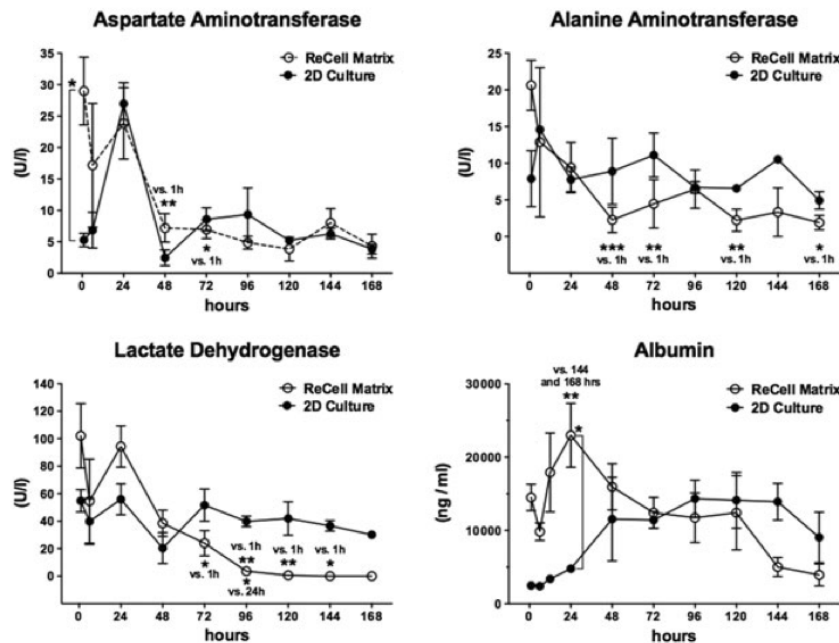 Aspartate Aminotransferase
35
30
25
20
15
10
5
0
(U/l)
ReCell Matrix
2D Culture
*
vs. 1h
**
*
vs. 1h
0 24 48 72 96 120 144 168
hours
Alanine Aminotransferase
25
20
15
10
5
0
(U/l)
ReCell Matrix
2D Culture
*** ** ** *
vs. 1h vs. 1h vs. 1h vs. 1h
0 24 48 72 96 120 144 168
hours
Lactate Dehydrogenase
140
120
100
80
60
40
20
0
(U/l)
ReCell Matrix
2D Culture
*
vs. 1h
vs. 1h
**
*
vs. 24h
vs. 1h
**
vs. 1h
*
0 24 48 72 96 120 144 168
hours
Albumin
30000
20000
10000
0
(ng / ml)
vs. 144
and 168 hrs
**
*
ReCell Matrix
2D Culture
0 24 48 72 96 120 144 168
hours